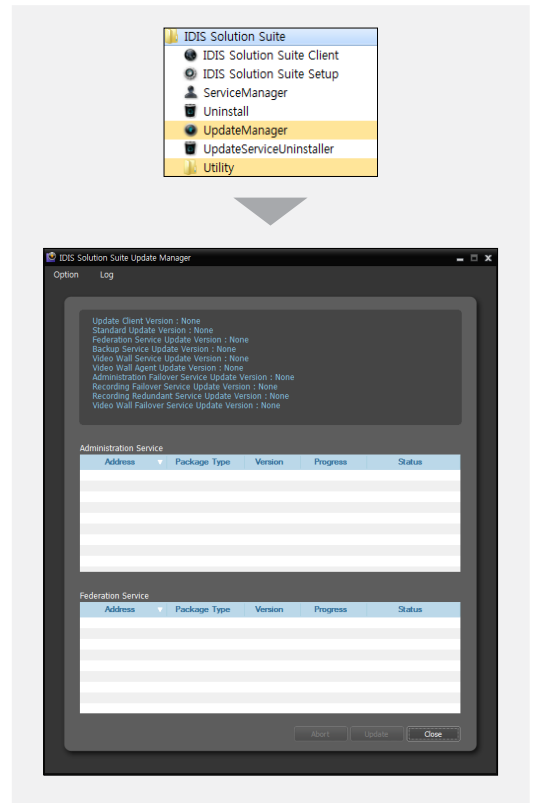 IDIS Solution Suite
IDIS Solution Suite Client
IDIS Solution Suite Setup
ServiceManager
Uninstall
UpdateManager
UpdateServiceUninstaller
Utility
IDIS Solution Suite Update Manager
Option Log
Update Client Version : None
Standard Update Version : None
Federation Service Update Version : None
Backup Service Update Version : None
Video Wall Service Update Version : None
Video Wall Agent Update Version : None
Administration Failover Service Update Version : None
Recording Failover Service Update Version : None
Recording Redundant Service Update Version : None
Video Wall Failover Service Update Version : None
Administration Service
Address Package Type Version Progress Status
Federation Service
Address Package Type Version Progress Status
Abort Update Close